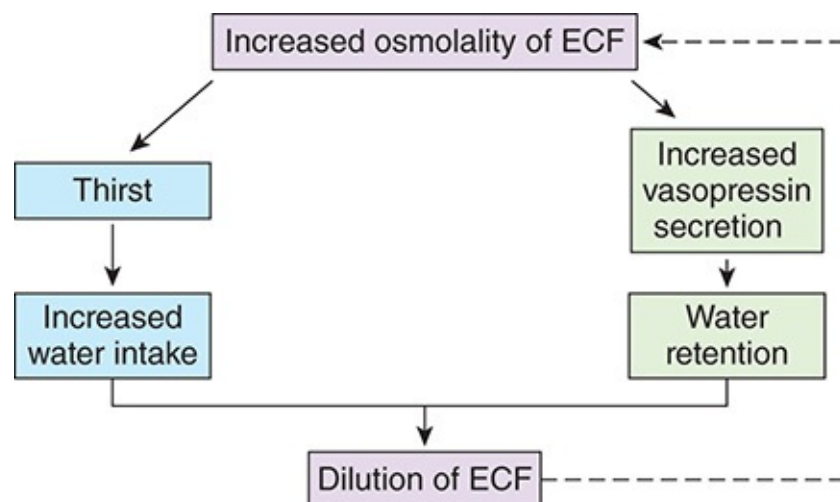 Increased osmolality of ECF
Thirst
Increased
vasopressin
secretion
Increased
water intake
Water
retention
Dilution of ECF